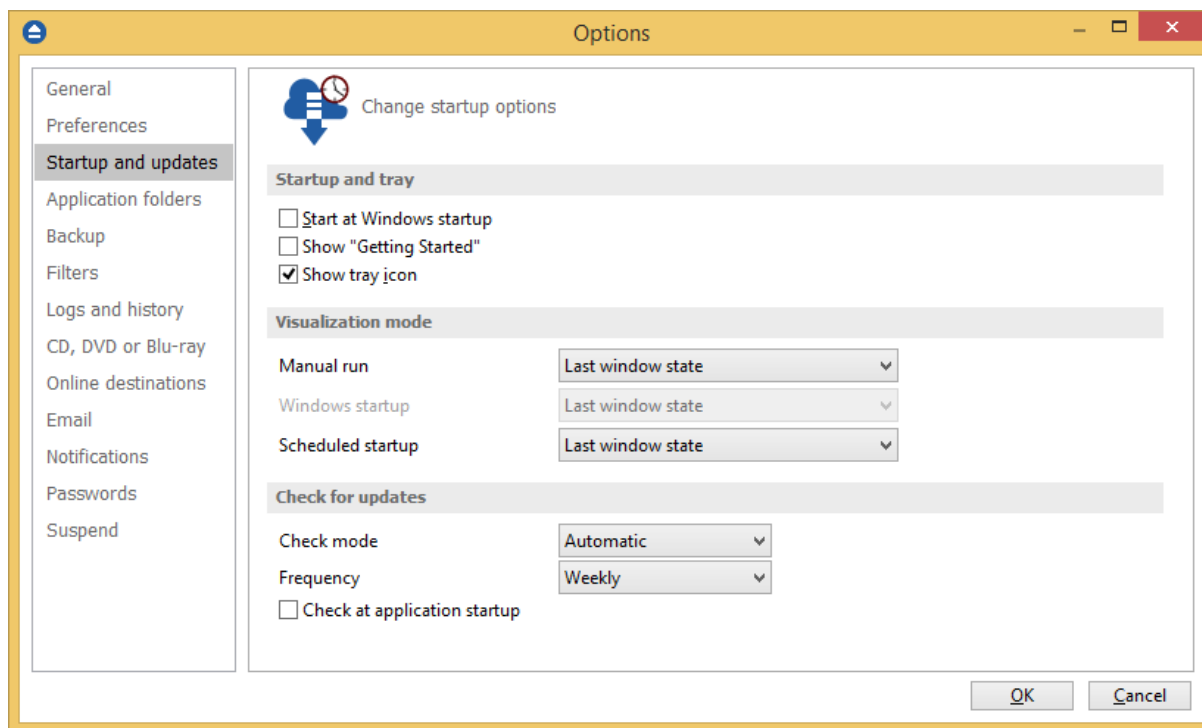 Options
General
Preferences
Startup and updates
Application folders
Backup
Filters
Logs and history
CD, DVD or Blu-ray
Online destinations
Email
Notifications
Passwords
Suspend
Change startup options
Startup and tray
Start at Windows startup
Show "Getting Started"
Show tray icon
Visualization mode
Manual run Last window state
Windows startup Last window state
Scheduled startup Last window state
Check for updates
Check mode Automatic
Frequency Weekly
Check at application startup
OK Cancel